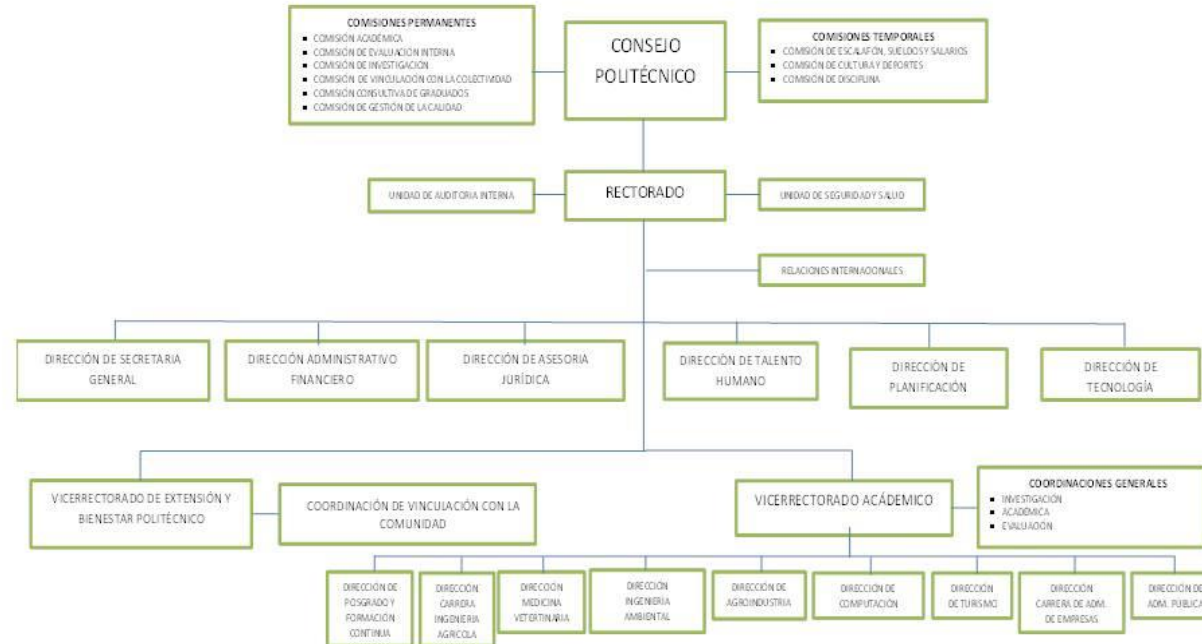 COMISIONES PERMANENTES
▪ COMISIÓN ACADÉMICA
▪ COMISIÓN DE EVALUACIÓN INTERNA
▪ COMISIÓN DE INVESTIGACIÓN
▪ COMISIÓN DE VINCULACIÓN CON LA COLECTIVIDAD
▪ COMISIÓN CONSULTIVA DE GRADUADOS
▪ COMISIÓN DE GESTIÓN DE LA CALIDAD
CONSEJO
POLITÉCNICO
COMISIONES TEMPORALES
▪ COMISIÓN DE ESCALAFÓN, SUELDOS Y SALARIOS
▪ COMISIÓN DE CULTURA Y DEPORTES
▪ COMISIÓN DE DISCIPLINA
UNIDAD DE AUDITORIA INTERNA
RECTORADO
UNIDAD DE SEGURIDAD Y SALUD
RELACIONES INTERNACIONALES
DIRECCIÓN DE SECRETARIA
GENERAL
DIRECCIÓN ADMINISTRATIVO
FINANCIERO
DIRECCIÓN DE ASESORIA
JURÍDICA
DIRECCIÓN DE TALENTO
HUMANO
DIRECCIÓN DE
PLANIFICACIÓN
DIRECCIÓN DE
TECNOLOGÍA
VICERRECTORADO DE EXTENSIÓN Y
BIENESTAR POLITÉCNICO
COORDINACIÓN DE VINCULACIÓN CON LA
COMUNIDAD
VICERRECTORADO ACÁDEMICO
COORDINACIONES GENERALES
▪ INVESTIGACIÓN
▪ ACADÉMICA
▪ EVALUACIÓN
DIRECCIÓN DE
POSGRADO Y
FORMACIÓN
CONTINUA
DIRECCIÓN
CARRERA
INGENIERIA
AGRICOLA
DIRECCIÓN
MEDICINA
VETERTINARIA
DIRECCIÓN
INGENIERIA
AMBIENTAL
DIRECCIÓN DE
AGROINDUSTRIA
DIRECCIÓN DE
COMPUTACIÓN
DIRECCIÓN
DE TURISMO
DIRECCIÓN
CARRERA DE ADM.
DE EMPRESAS
DIRECCIÓN DE
ADM. PÚBLICA